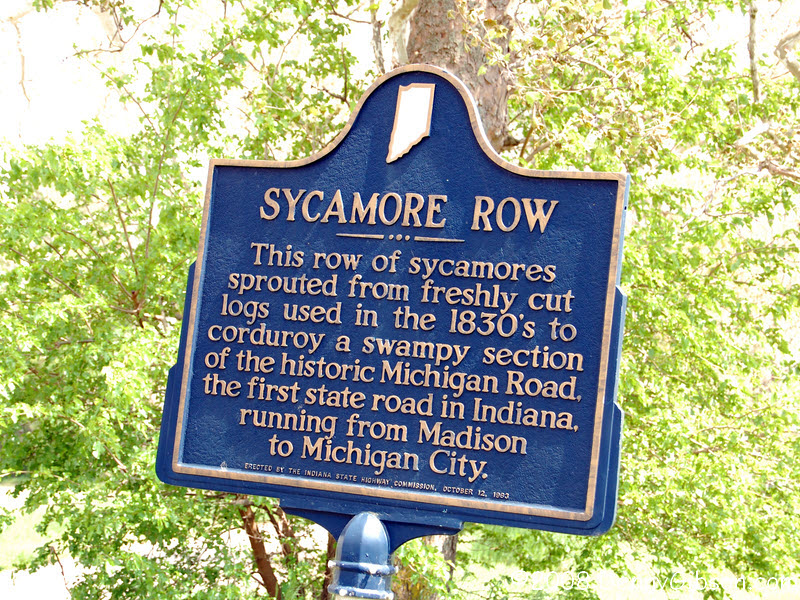 SYCAMORE ROW
This row of sycamores
sprouted from freshly cut
logs used in the 1830's to
corduroy a swampy section
of the historic Michigan Road,
the first state road in Indiana,
running from Madison
to Michigan City.
ERECTED BY THE INDIANA STATE HIGHWAY COMMISSION, OCTOBER 12, 1963